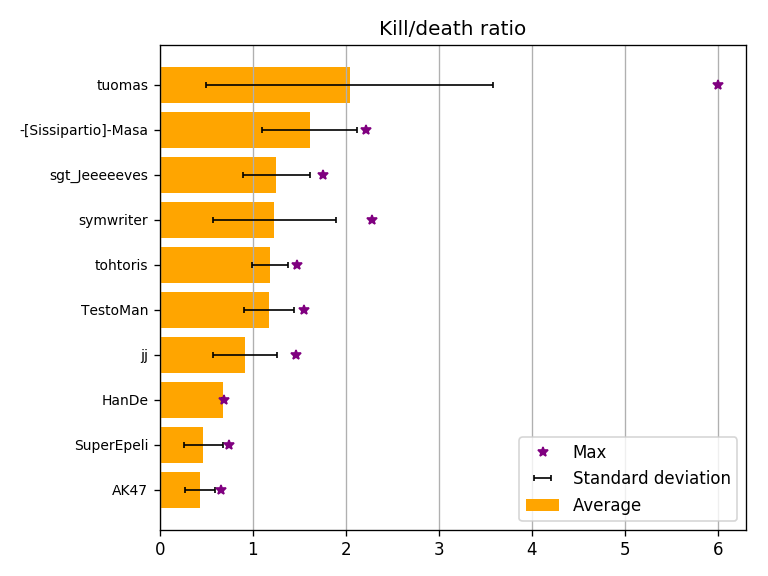 Kill/death ratio
tuomas
-[Sissipartio]-Masa
sgt_Jeeeeeves
symwriter
tohtoris
TestoMan
jj
HanDe
SuperEpeli
AK47
Max
Standard deviation
Average
0 1 2 3 4 5 6